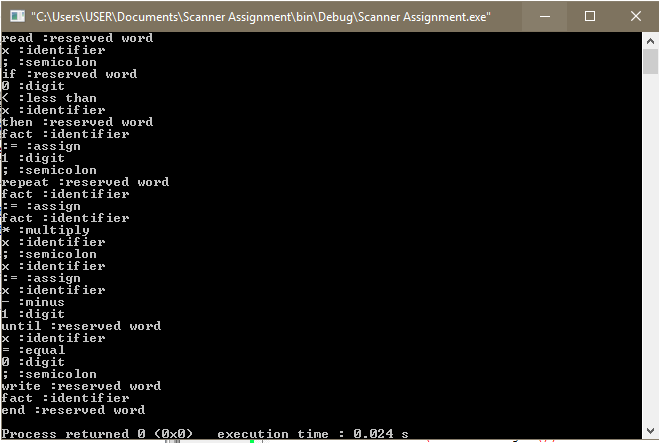 "C:\Users\USER\Documents\Scanner Assignment\bin\Debug\Scanner Assignment.exe"
read :reserved word
x :identifier
; :semicolon
if :reserved word
0 :digit
< :less than
x :identifier
then :reserved word
fact :identifier
:= :assign
1 :digit
; :semicolon
repeat :reserved word
fact :identifier
:= :assign
fact :identifier
* :multiply
x :identifier
; :semicolon
x :identifier
:= :assign
x :identifier
- :minus
1 :digit
until :reserved word
x :identifier
= :equal
0 :digit
; :semicolon
write :reserved word
fact :identifier
end :reserved word
Process returned 0 (0x0)   execution time : 0.024 s